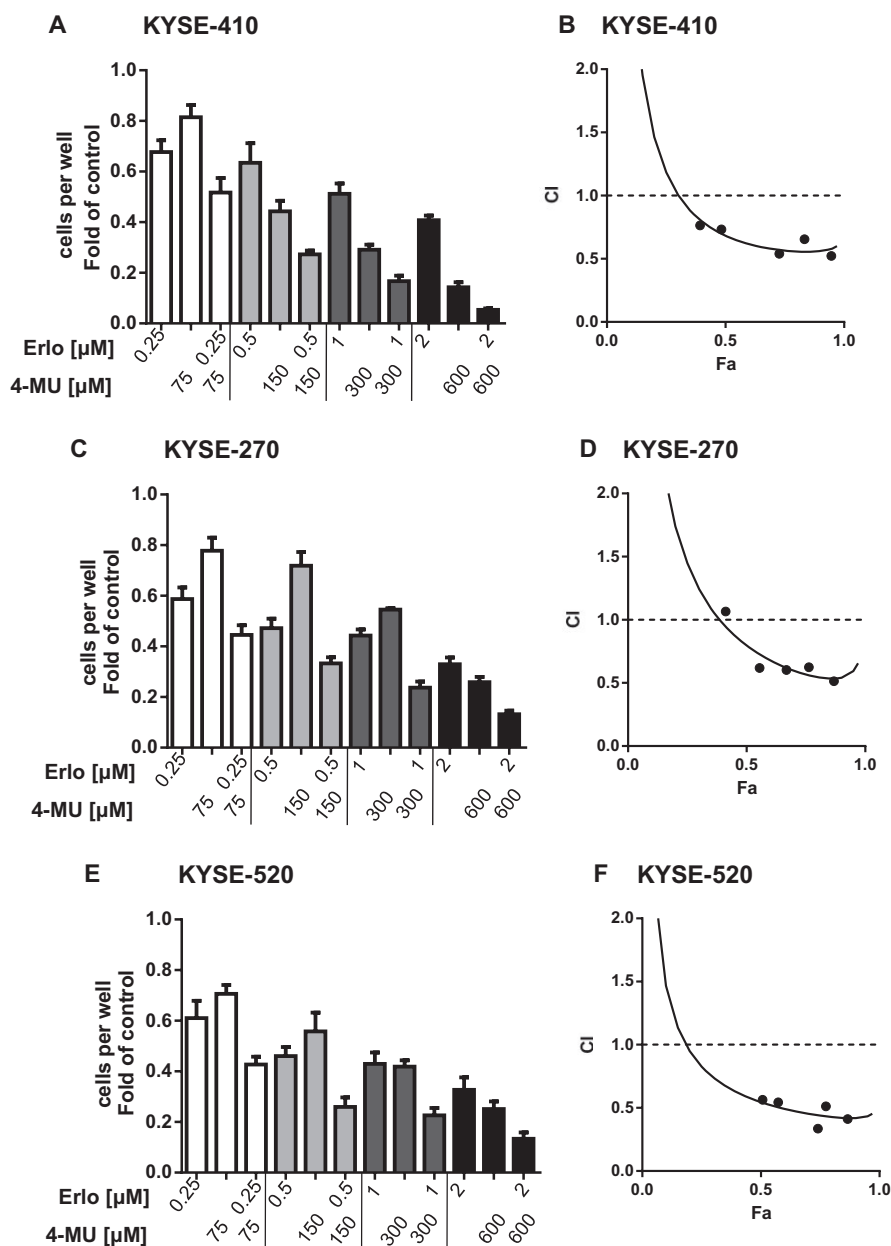 A KYSE-410
cells per well
Fold of control
1.0
0.8
0.6
0.4
0.2
0.0
Erlo [µM] 0.25 0.25 0.5 0.5 1 1 2 2
4-MU [µM] 75 75 150 150 300 300 600 600
B KYSE-410
CI
2.0
1.5
1.0
0.5
0.0
0.0 0.5 1.0
Fa
C KYSE-270
cells per well
Fold of control
1.0
0.8
0.6
0.4
0.2
0.0
Erlo [µM] 0.25 0.25 0.5 0.5 1 1 2 2
4-MU [µM] 75 75 150 150 300 300 600 600
D KYSE-270
CI
2.0
1.5
1.0
0.5
0.0
0.0 0.5 1.0
Fa
E KYSE-520
cells per well
Fold of control
1.0
0.8
0.6
0.4
0.2
0.0
Erlo [µM] 0.25 0.25 0.5 0.5 1 1 2 2
4-MU [µM] 75 75 150 150 300 300 600 600
F KYSE-520
CI
2.0
1.5
1.0
0.5
0.0
0.0 0.5 1.0
Fa